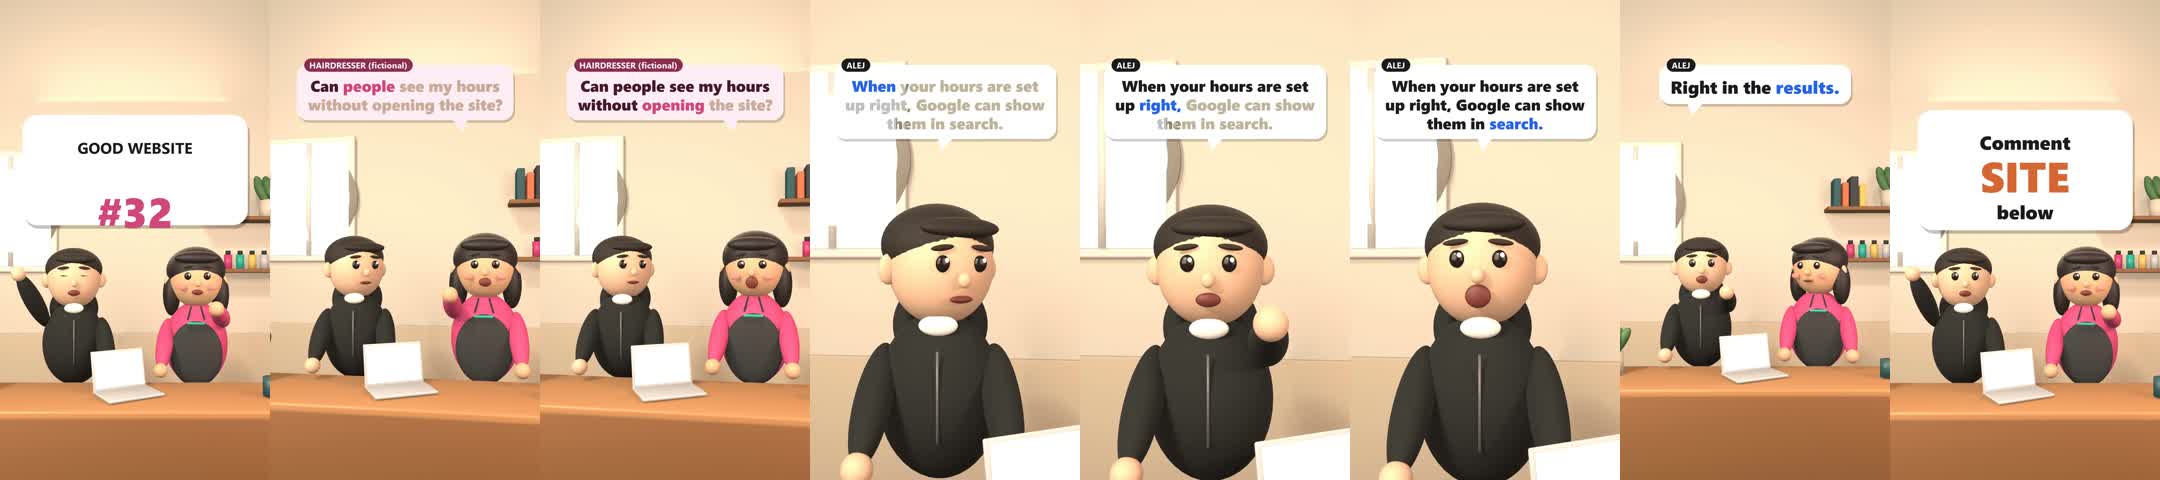 GOOD WEBSITE
#32
HAIRDRESSER (fictional)
Can people see my hours
without opening the site?
HAIRDRESSER (fictional)
Can people see my hours
without opening the site?
ALEJ
When your hours are set
up right, Google can show
them in search.
ALEJ
When your hours are set
up right, Google can show
them in search.
ALEJ
When your hours are set
up right, Google can show
them in search.
ALEJ
Right in the results.
Comment
SITE
below